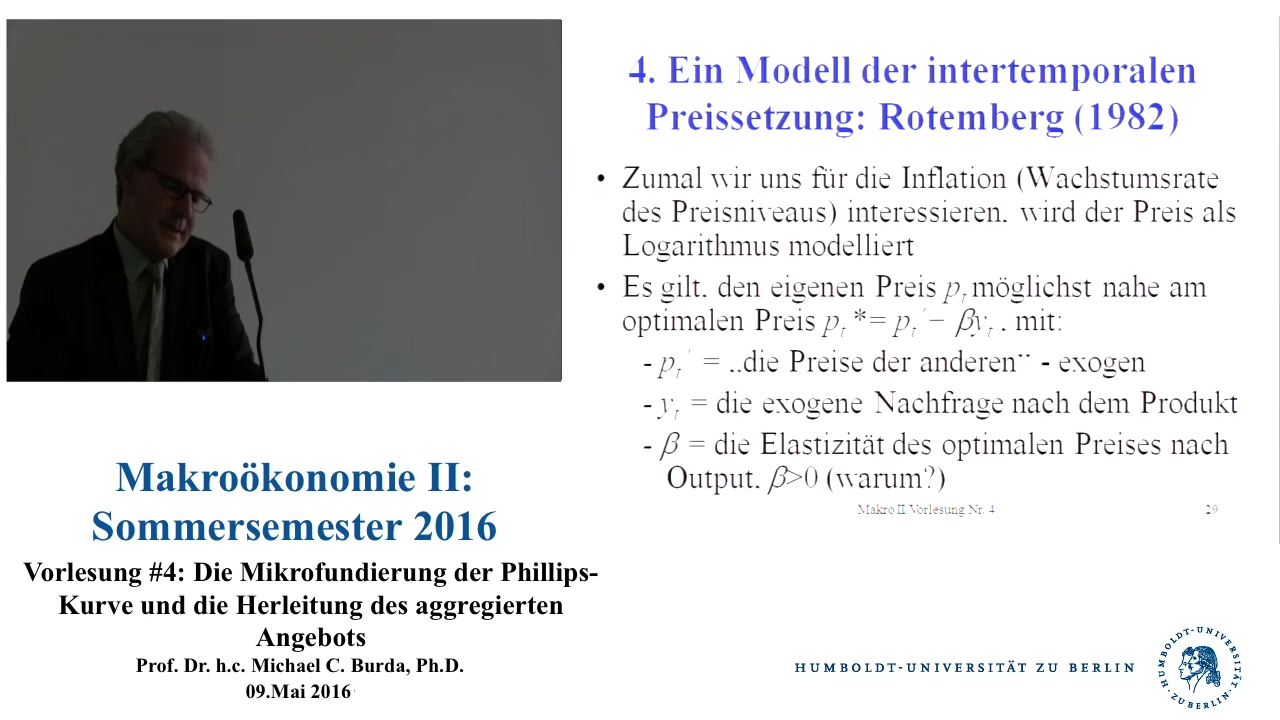 4. Ein Modell der intertemporalen
Preissetzung: Rotemberg (1982)
• Zumal wir uns für die Inflation (Wachstumsrate
des Preisniveaus) interessieren, wird der Preis als
Logarithmus modelliert
• Es gilt, den eigenen Preis pₜ möglichst nahe am
optimalen Preis pₜ*= pₜ′− βyₜ , mit:
- pₜ′ = „die Preise der anderen“ - exogen
- yₜ = die exogene Nachfrage nach dem Produkt
- β = die Elastizität des optimalen Preises nach
Output, β>0 (warum?)
Makro II Vorlesung Nr. 4 29
Makroökonomie II:
Sommersemester 2016
Vorlesung #4: Die Mikrofundierung der Phillips-
Kurve und die Herleitung des aggregierten
Angebots
Prof. Dr. h.c. Michael C. Burda, Ph.D.
09.Mai 2016
HUMBOLDT-UNIVERSITÄT ZU BERLIN
HUMBOLDT-UNIVERSITÄT
·ZU BERLIN·